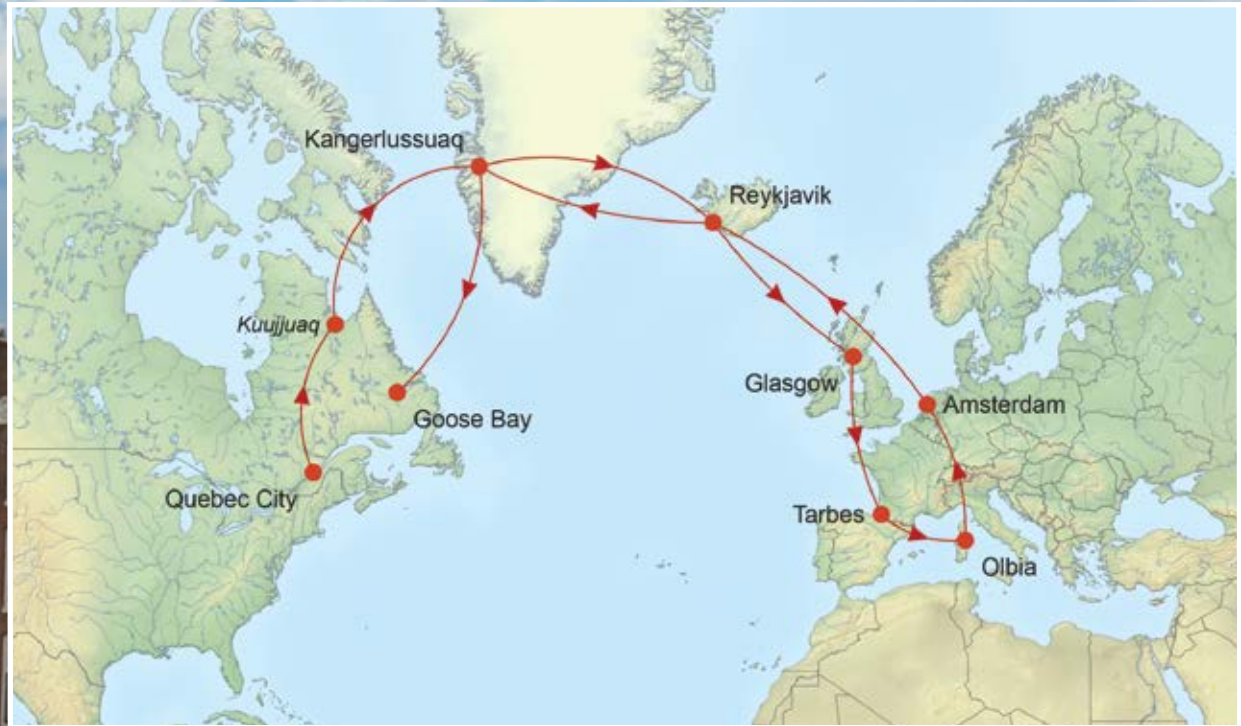 Kangerlussuaq
Reykjavik
Kuujjuaq
Glasgow
Amsterdam
Goose Bay
Quebec City
Tarbes
Olbia